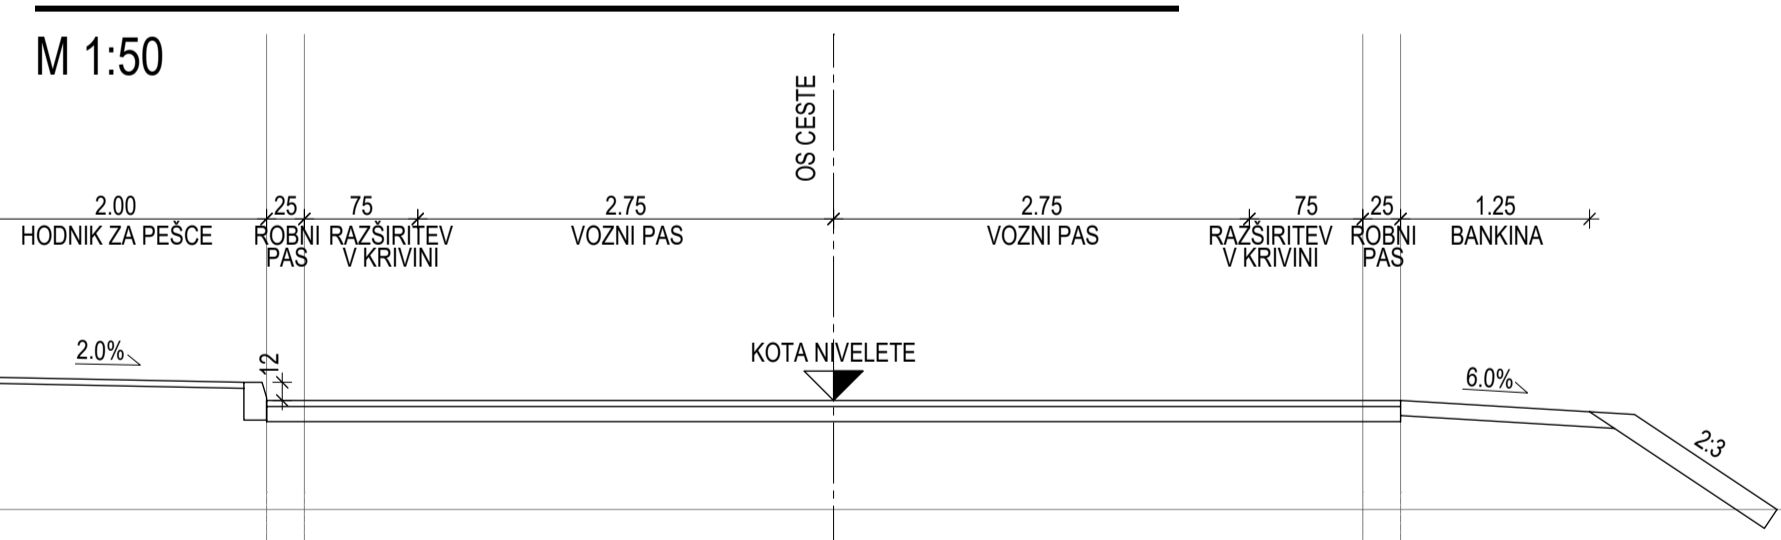 M 1:50
OS CESTE
2.00 25 75 2.75 2.75 75 25 1.25
HODNIK ZA PEŠCE ROBNI RAZŠIRITEV VOZNI PAS VOZNI PAS RAZŠIRITEV ROBNI BANKINA
PAS V KRIVINI V KRIVINI PAS
2.0% 12 KOTA NIVELETE 6.0%
2:3